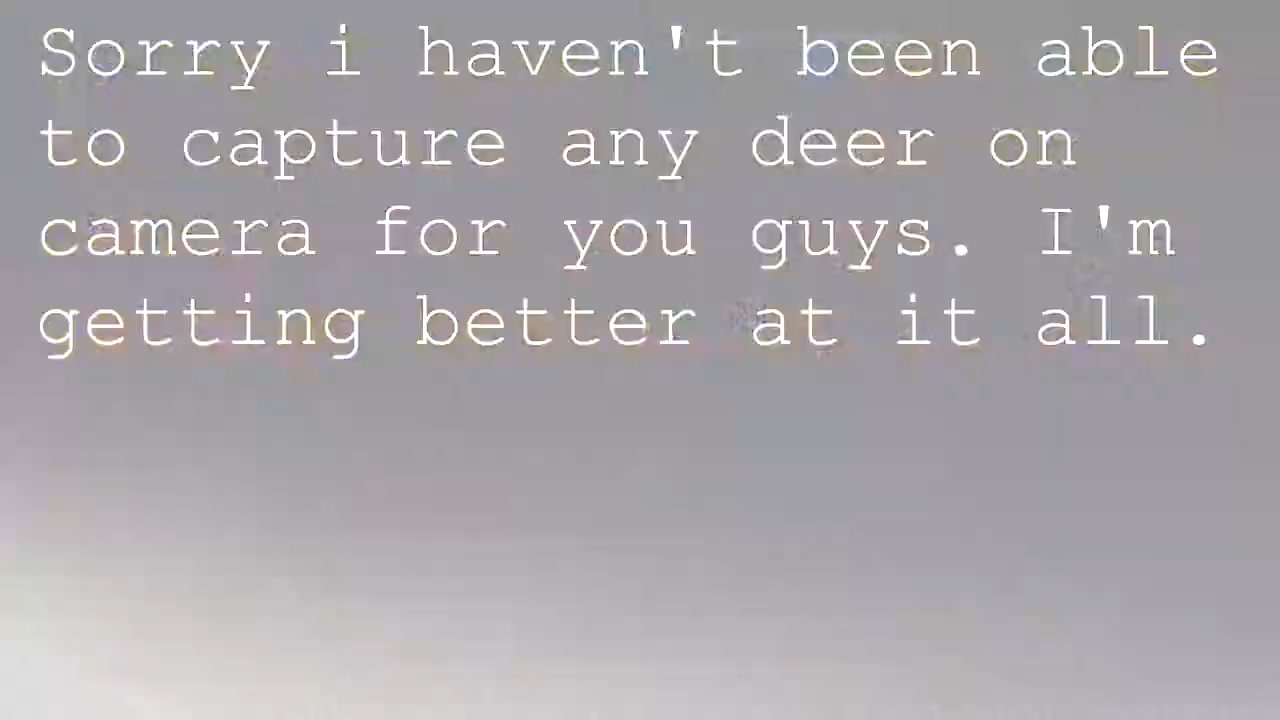 Sorry i haven't been able
to capture any deer on
camera for you guys. I'm
getting better at it all.